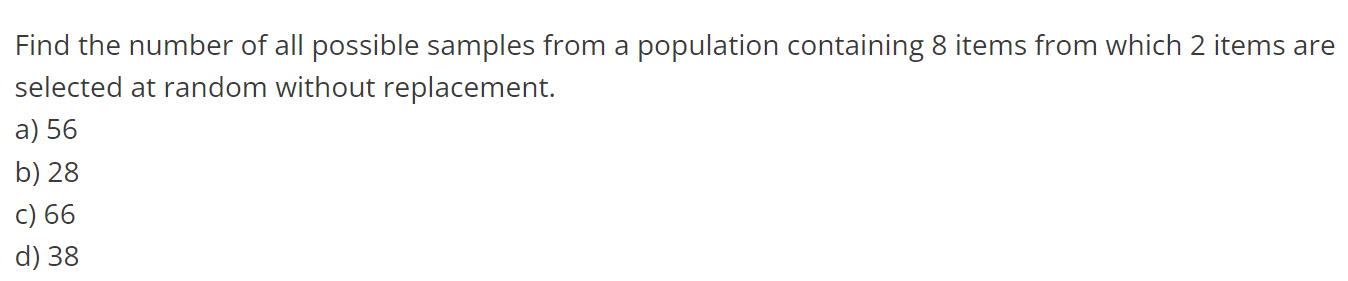 Find the number of all possible samples from a population containing 8 items from which 2 items are
selected at random without replacement.
a) 56
b) 28
c) 66
d) 38